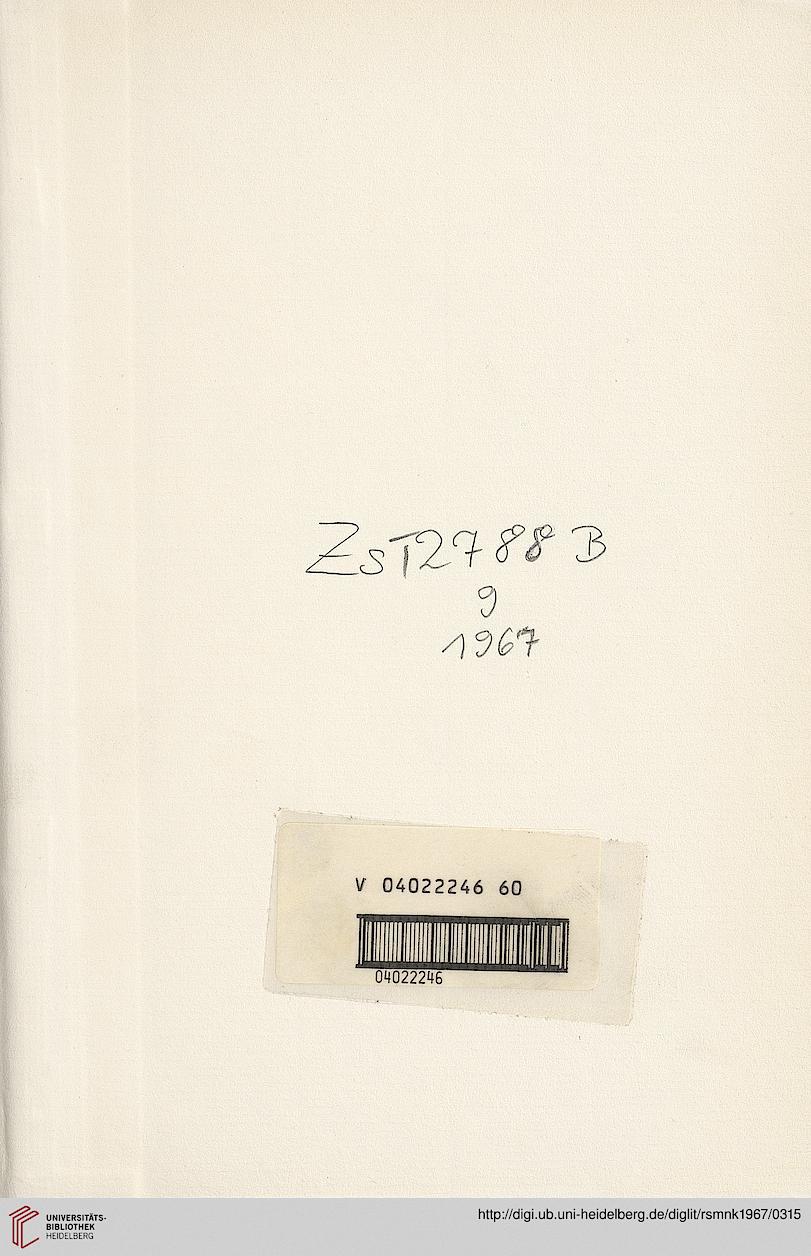 ZST2788 B
9
1967
V 04022246 60
04022246
UNIVERSITÄTS-
BIBLIOTHEK
HEIDELBERG
http://digi.ub.uni-heidelberg.de/diglit/rsmnk1967/0315